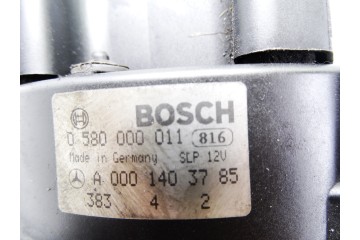 BOSCH
0 580 000 011 816
Made in Germany SLP 12V
A 000 140 37 85
383 4 2